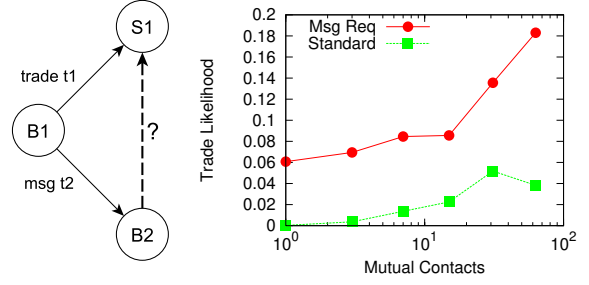 S1
trade t1
B1
?
msg t2
B2
Msg Req
Standard
Trade Likelihood
0.2
0.18
0.16
0.14
0.12
0.1
0.08
0.06
0.04
0.02
0
10^0 10^1 10^2
Mutual Contacts